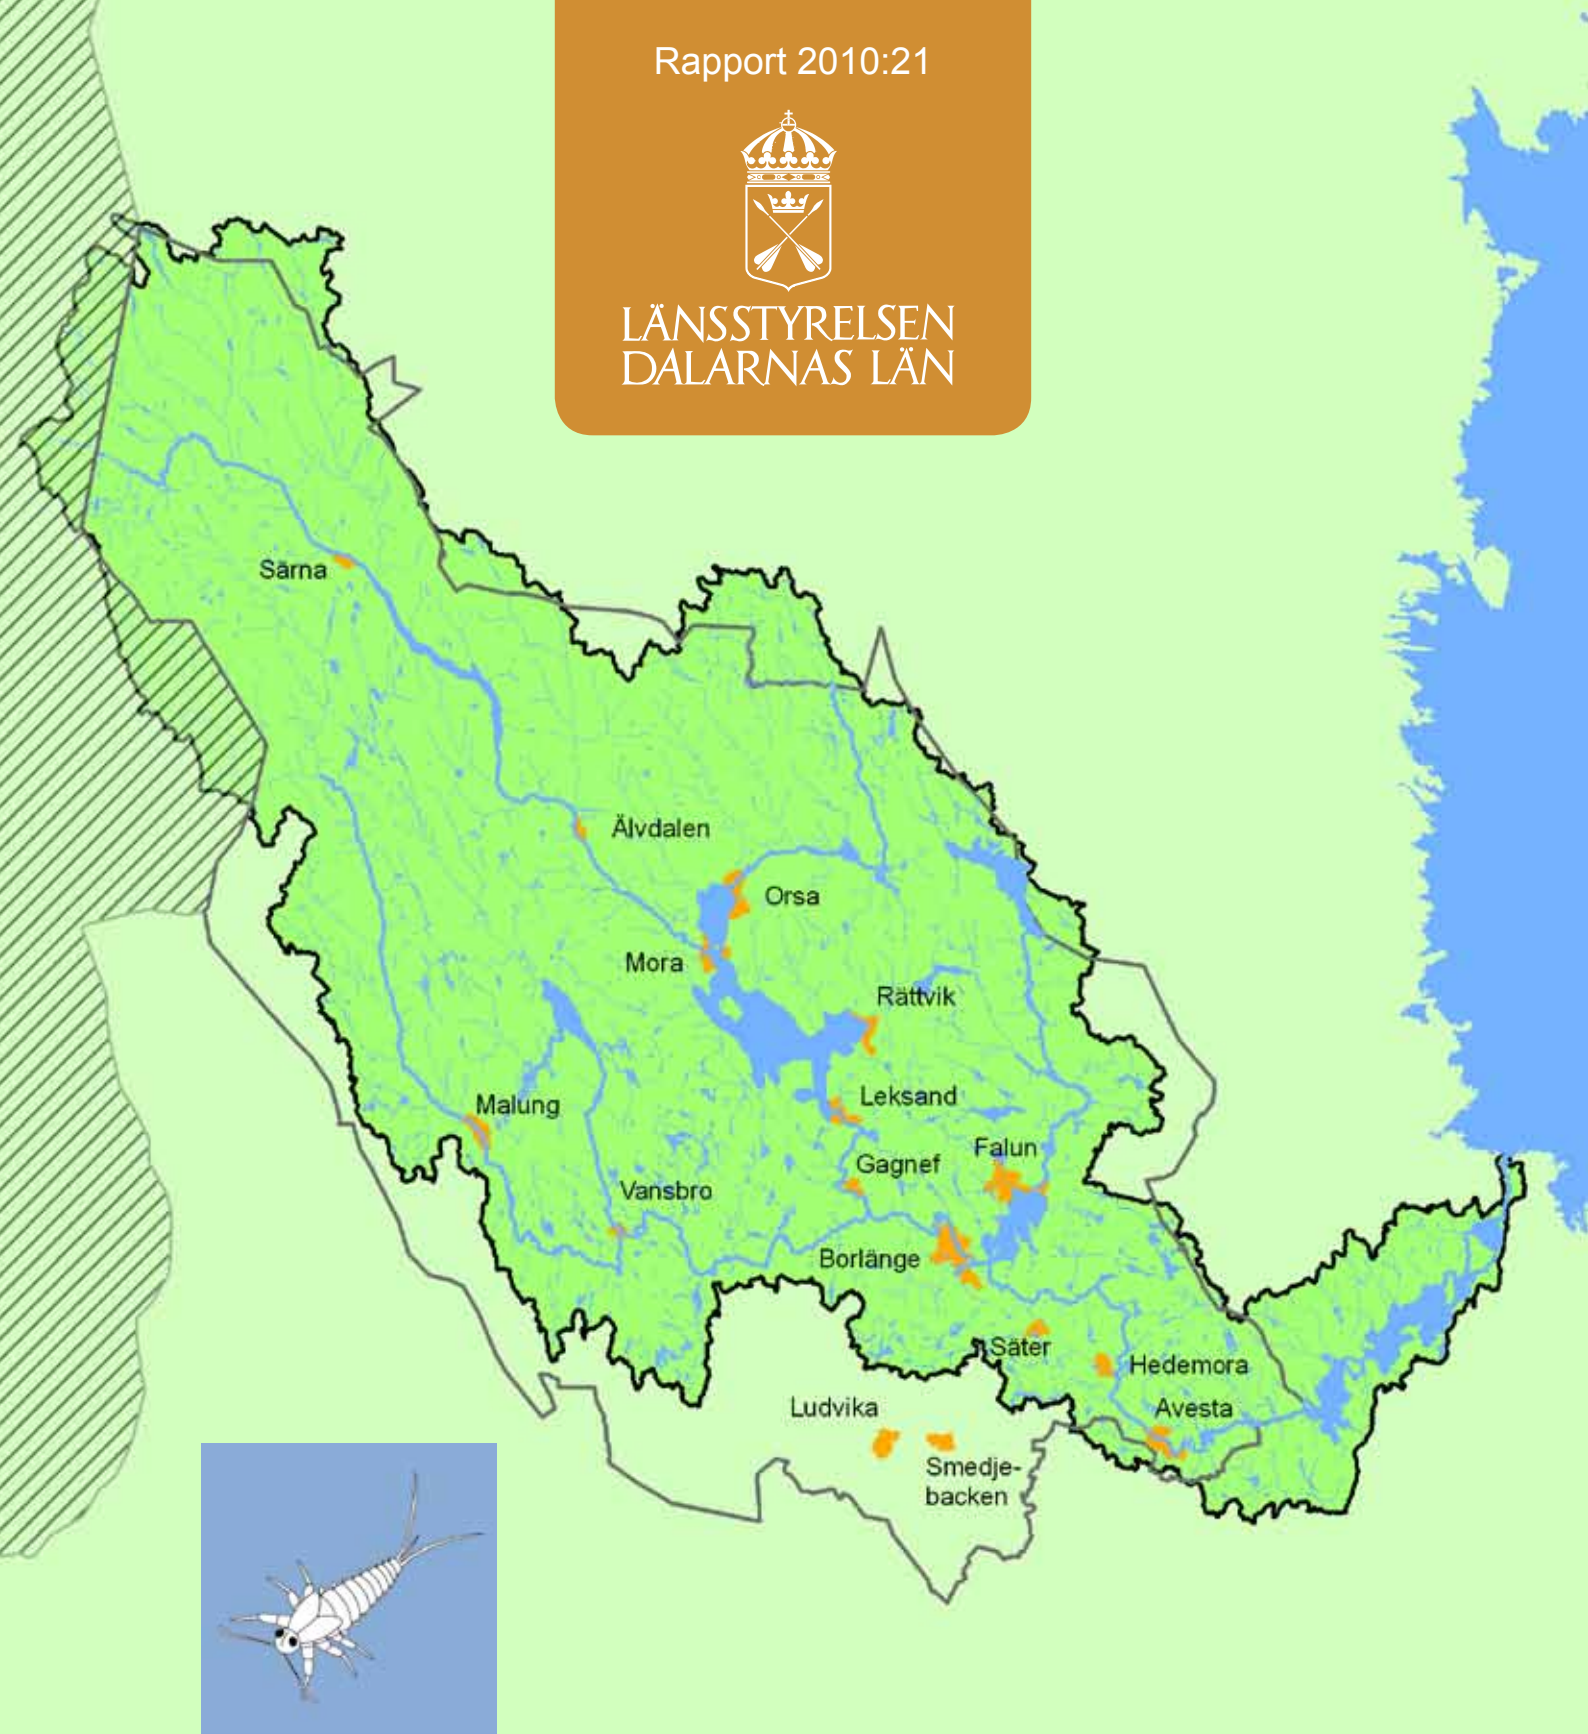 Rapport 2010:21
LÄNSSTYRELSEN
DALARNAS LÄN
Särna
Älvdalen
Orsa
Mora
Rättvik
Leksand
Malung
Falun
Gagnef
Vansbro
Borlänge
Säter
Hedemora
Avesta
Ludvika
Smedje-
backen